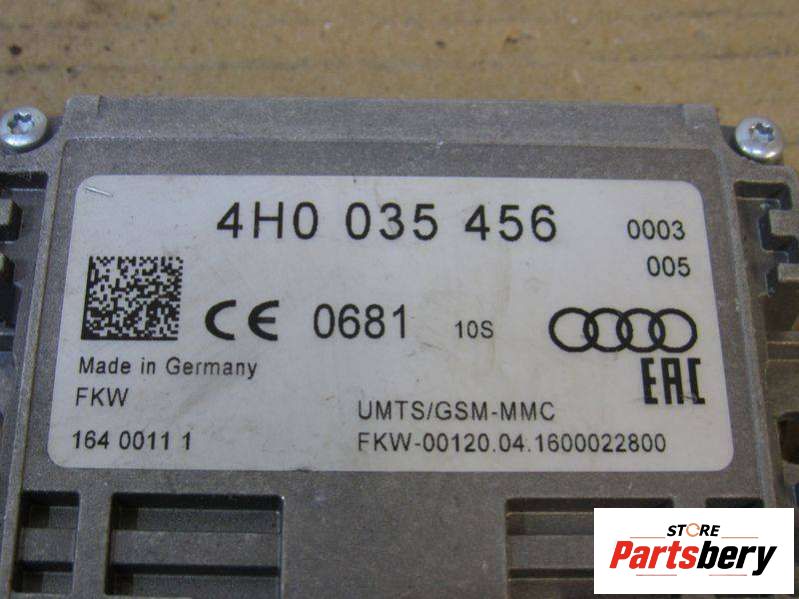 4H0 035 456 0003
005
CE 0681 10S
EAC
Made in Germany
FKW
UMTS/GSM-MMC
164 0011 1
FKW-00120.04.1600022800
STORE
Partsbery